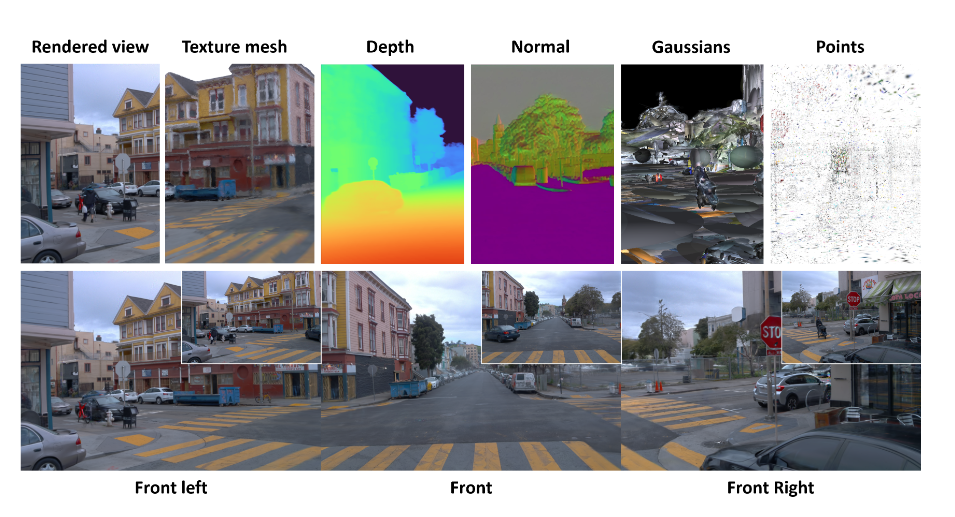 Rendered view Texture mesh Depth Normal Gaussians Points
STOP
STOP
Front left Front Front Right